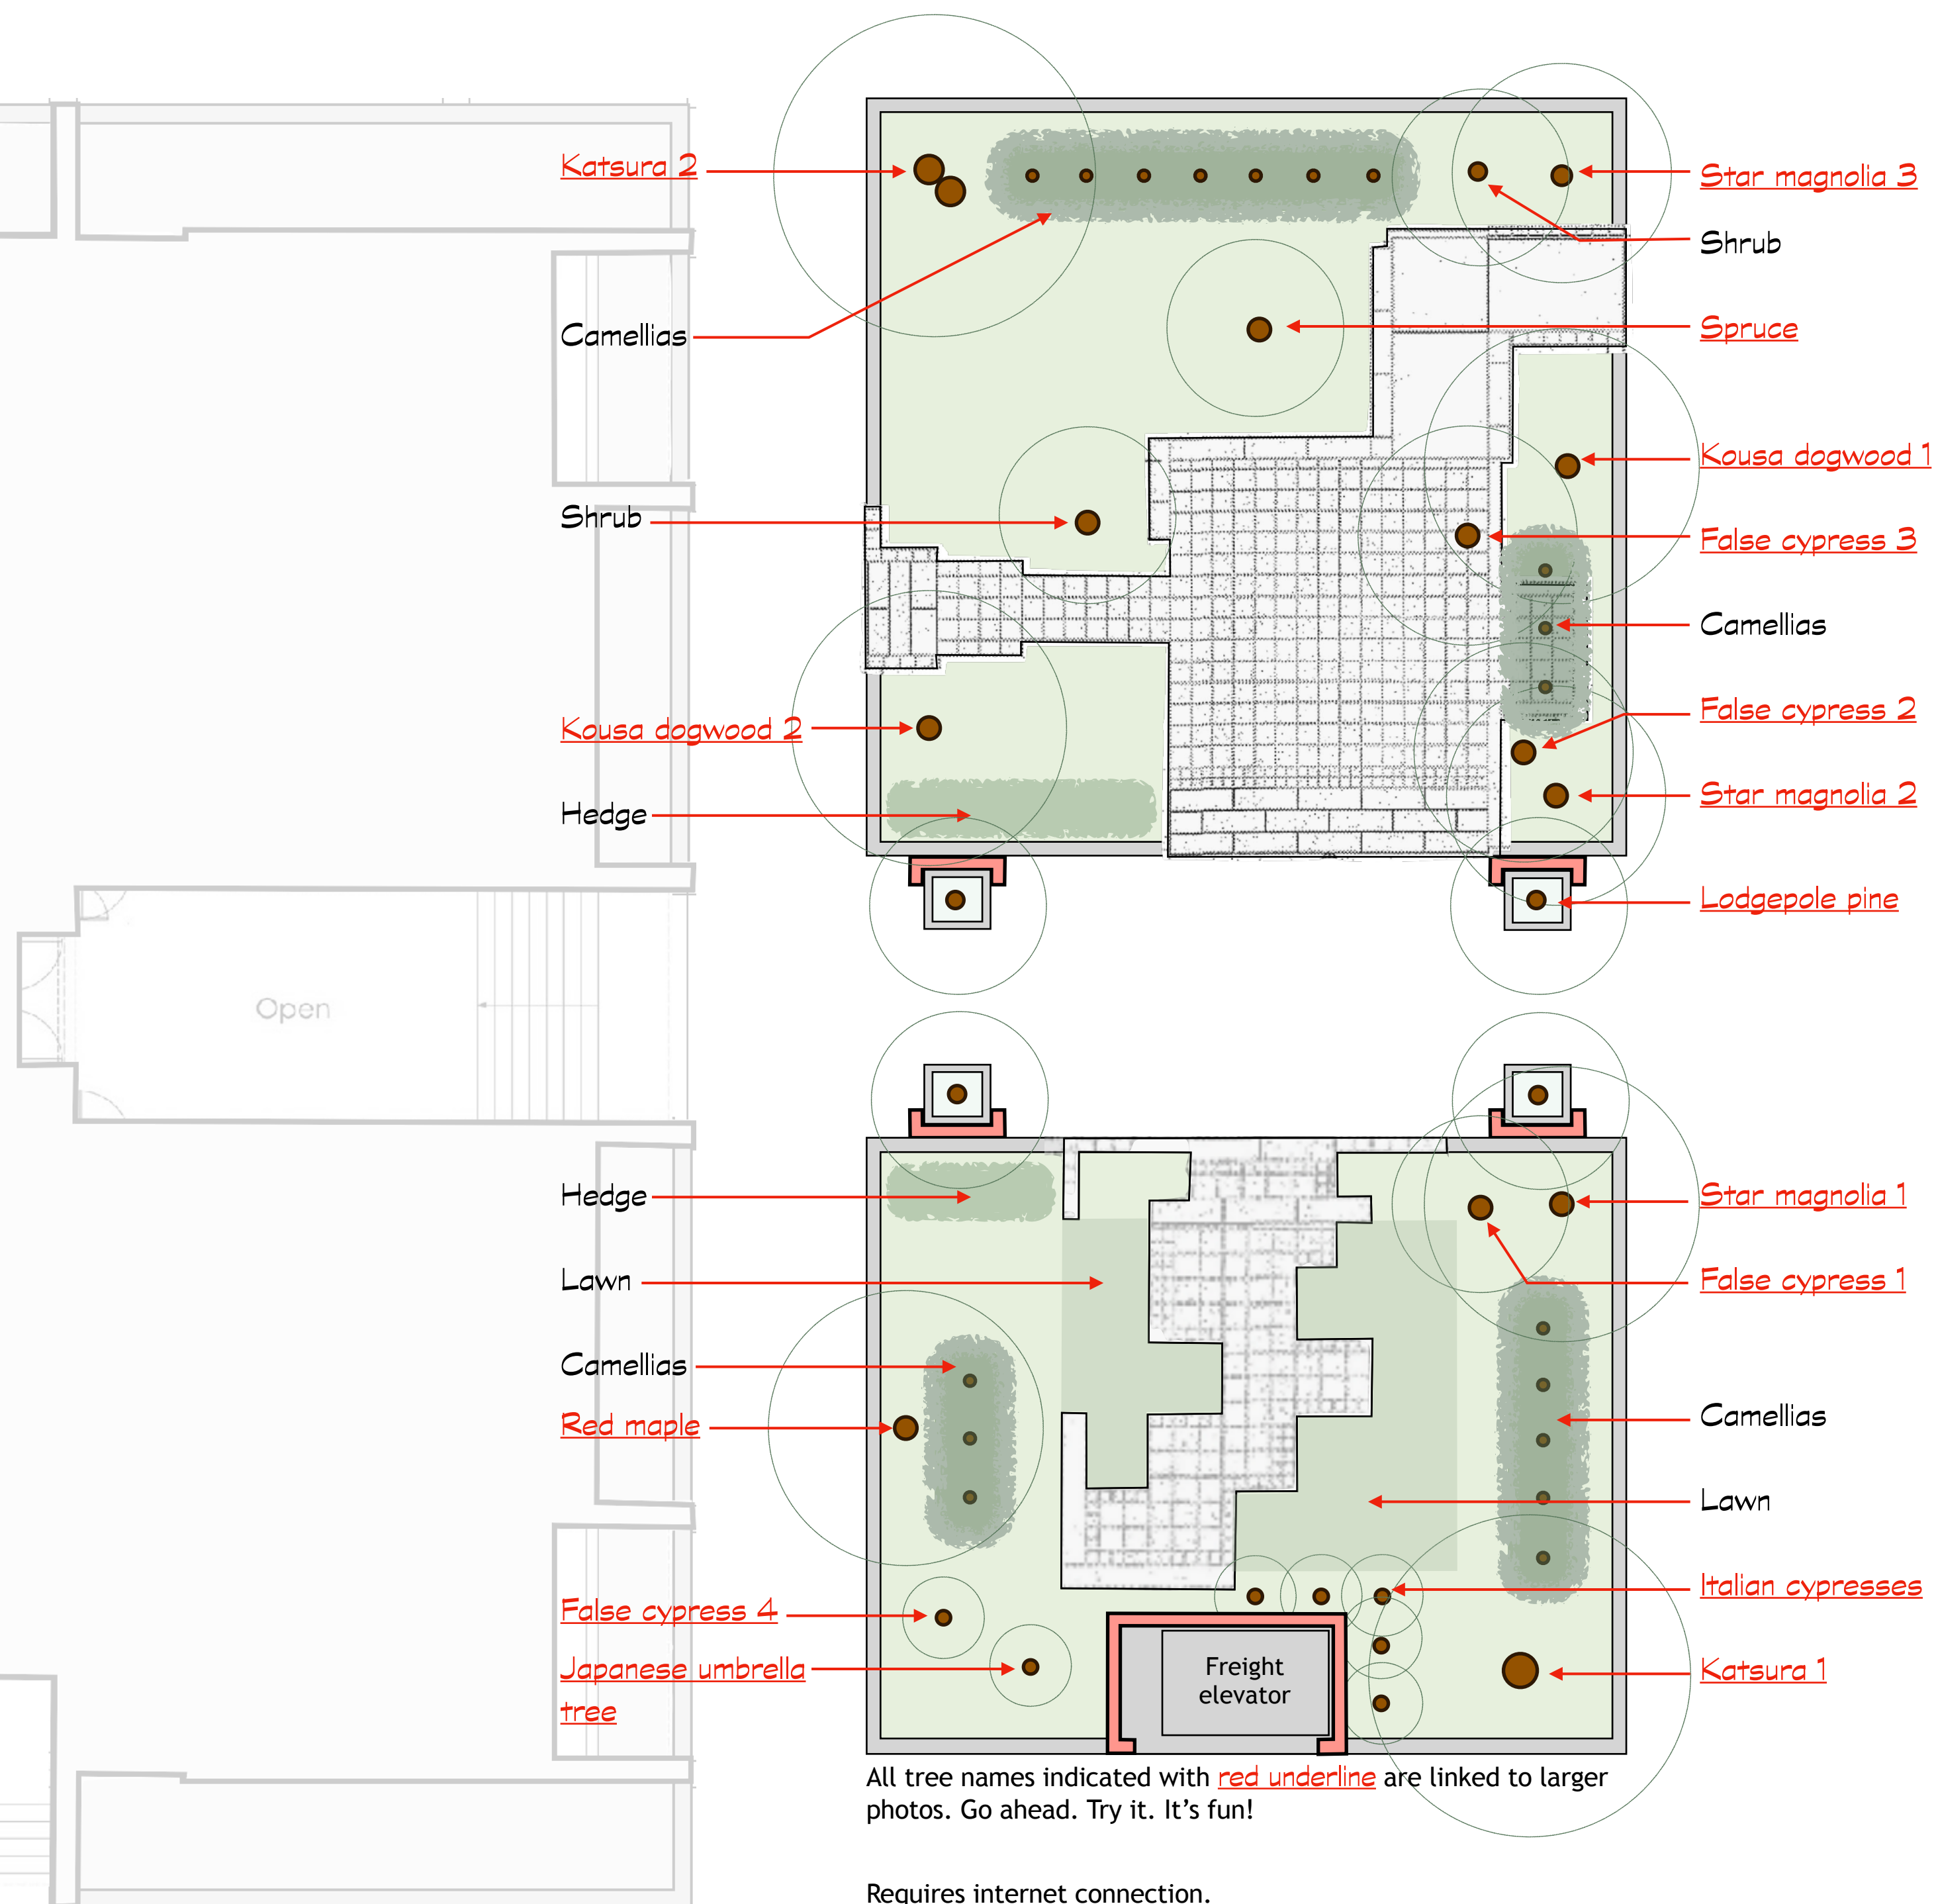 Katsura 2
Star magnolia 3
Shrub
Camellias
Spruce
Kousa dogwood 1
Shrub
False cypress 3
Camellias
Kousa dogwood 2
False cypress 2
Star magnolia 2
Hedge
Lodgepole pine
Open
Hedge
Star magnolia 1
Lawn
False cypress 1
Camellias
Camellias
Red maple
Lawn
False cypress 4
Italian cypresses
Japanese umbrella
tree
Freight
elevator
Katsura 1
All tree names indicated with red underline are linked to larger
photos. Go ahead. Try it. It’s fun!
Requires internet connection.